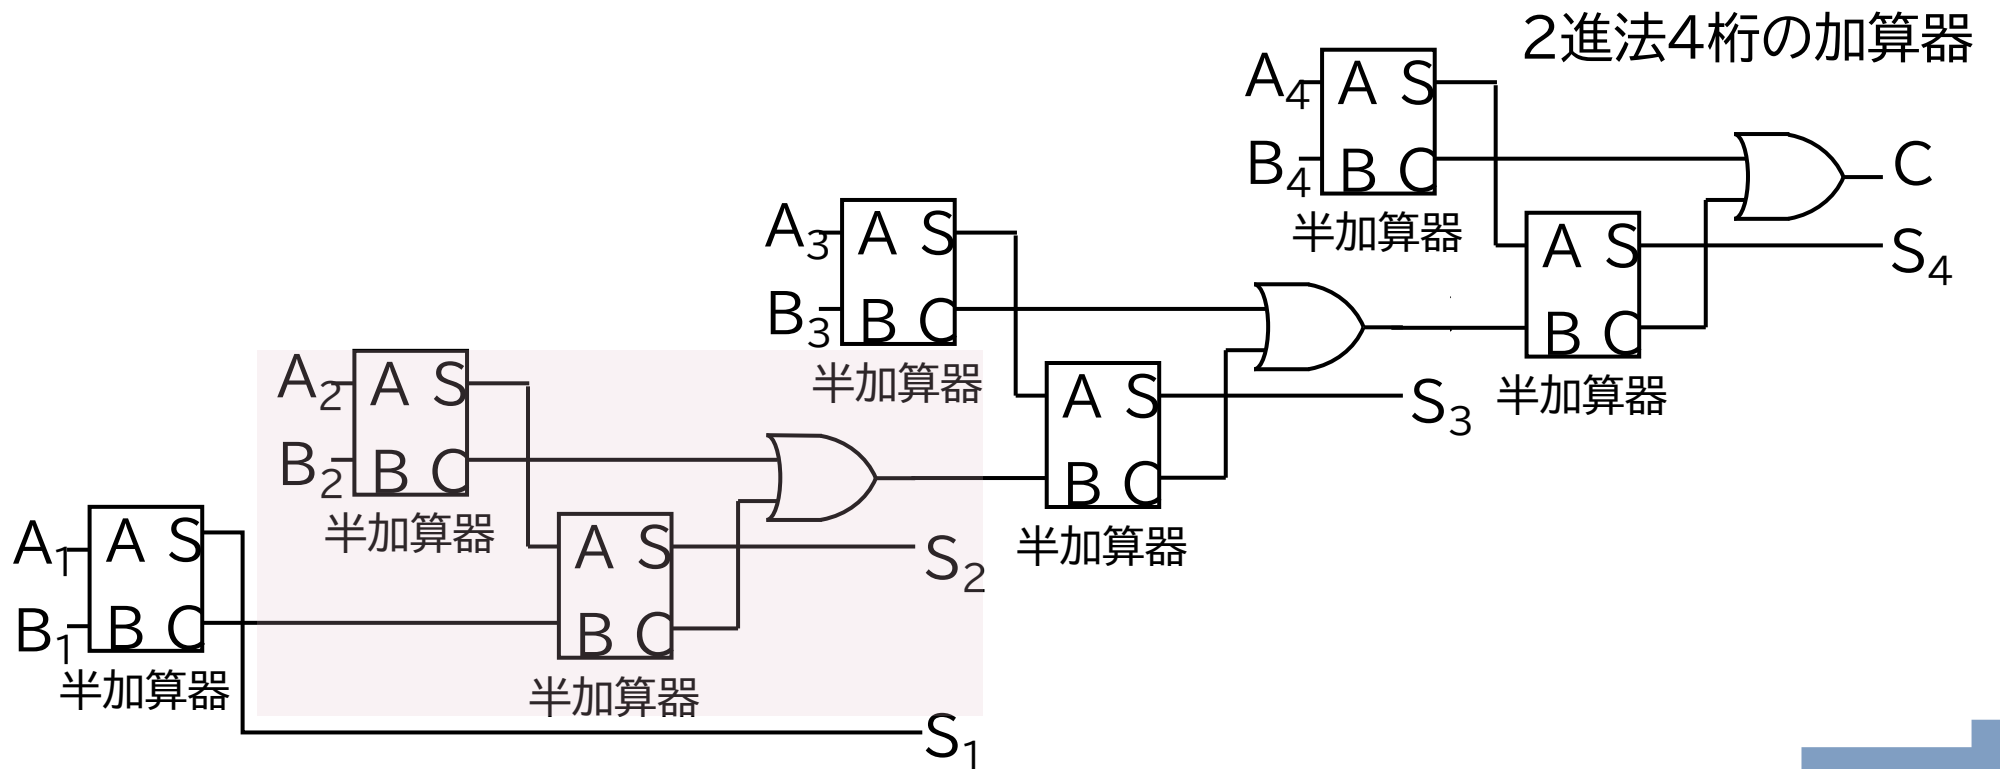 2進法4桁の加算器
A4 A S
B4 B C
半加算器
C
A S
B C
半加算器
S4
A3 A S
B3 B C
半加算器
A S
B C
半加算器
S3
A2 A S
B2 B C
半加算器
A S
B C
半加算器
S2
A1 A S
B1 B C
半加算器
S1